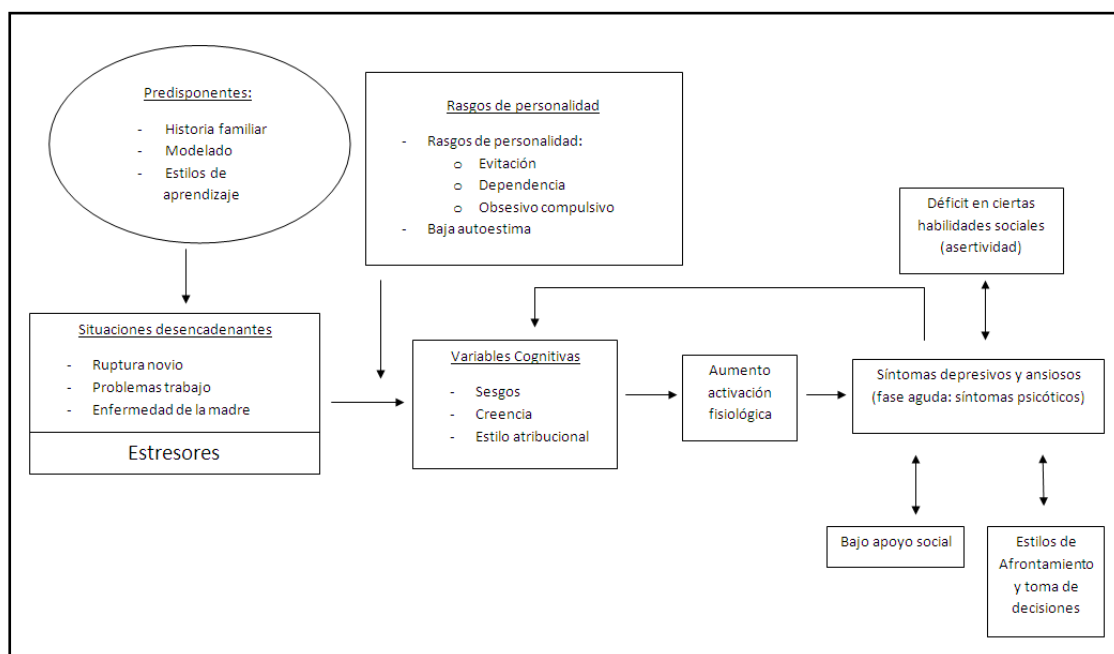 Predisponentes:
- Historia familiar
- Modelado
- Estilos de
aprendizaje
Rasgos de personalidad
- Rasgos de personalidad:
o Evitación
o Dependencia
o Obsesivo compulsivo
- Baja autoestima
Déficit en ciertas
habilidades sociales
(asertividad)
Situaciones desencadenantes
- Ruptura novio
- Problemas trabajo
- Enfermedad de la madre
Estresores
Variables Cognitivas
- Sesgos
- Creencia
- Estilo atribucional
Aumento
activación
fisiológica
Síntomas depresivos y ansiosos
(fase aguda: síntomas psicóticos)
Bajo apoyo social
Estilos de
Afrontamiento
y toma de
decisiones